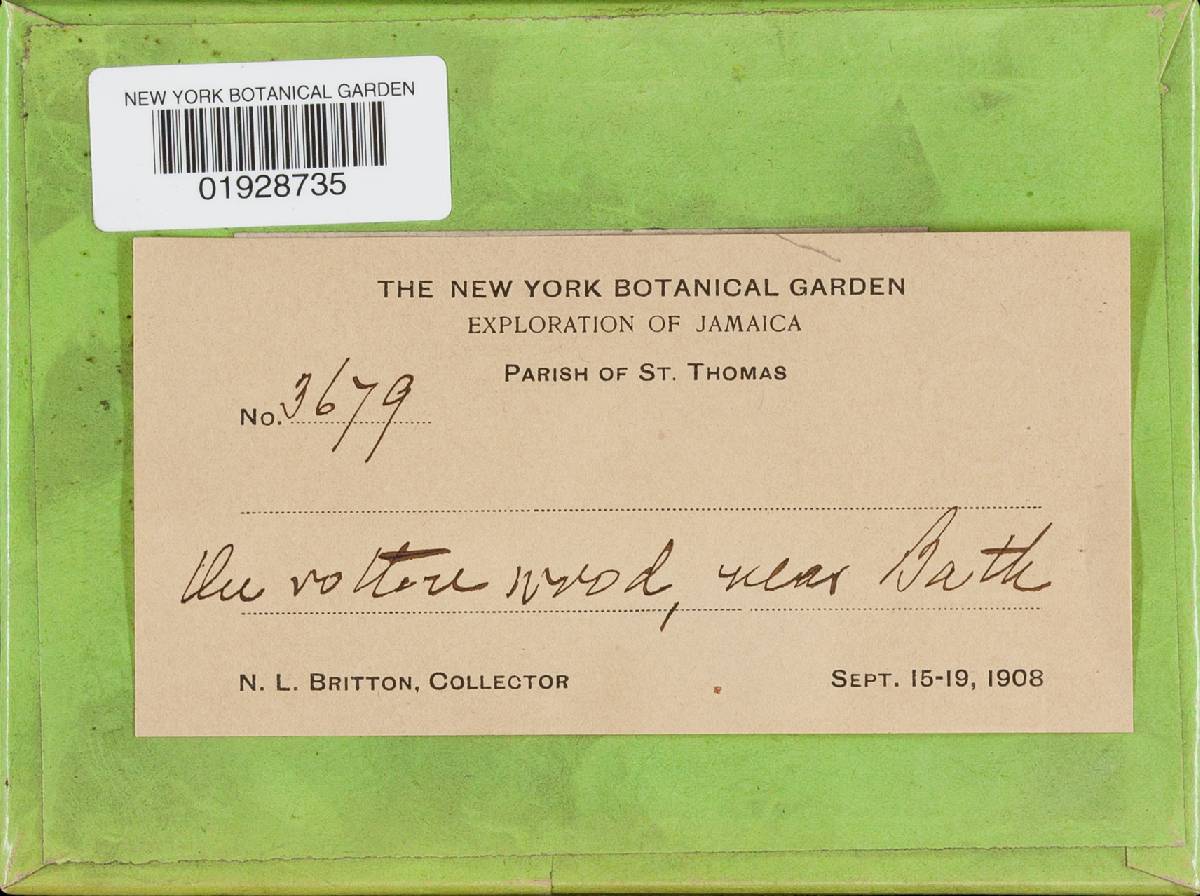 NEW YORK BOTANICAL GARDEN
01928735
THE NEW YORK BOTANICAL GARDEN
EXPLORATION OF JAMAICA
PARISH OF ST. THOMAS
No. 3679
On rotten wood, near Bath
N. L. BRITTON, COLLECTOR
SEPT. 15-19, 1908